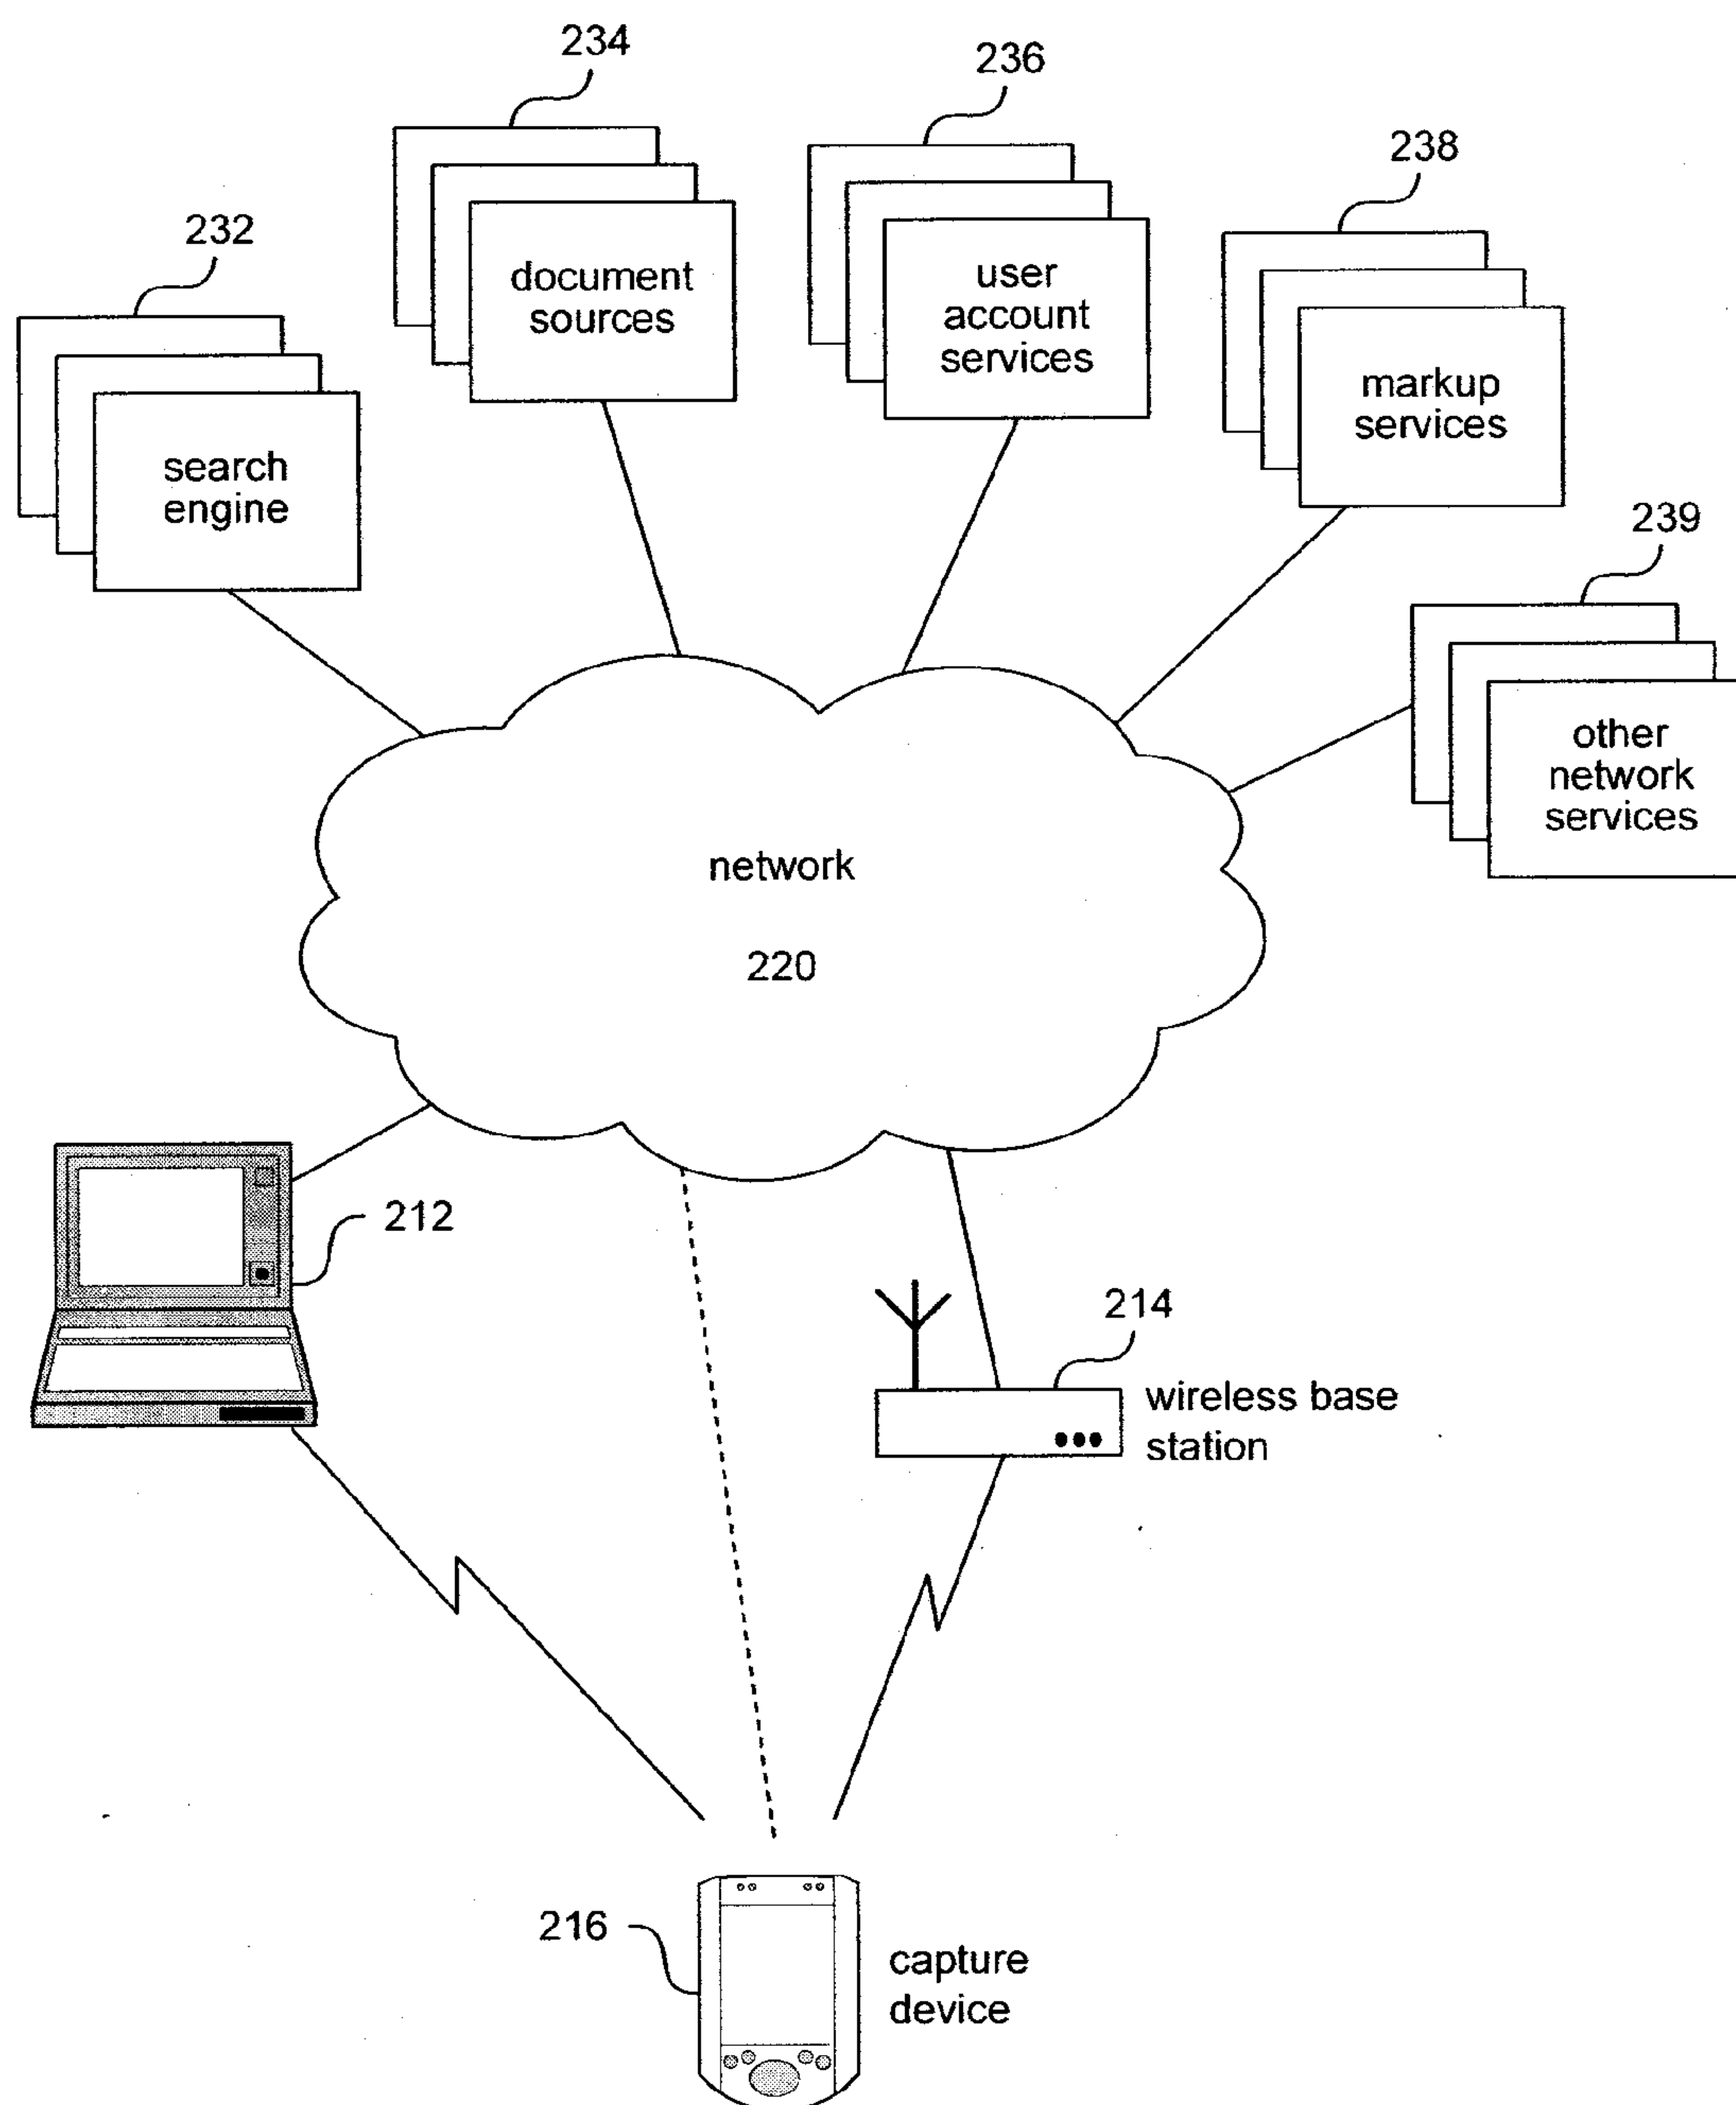 234
236
238
232
document
sources
user
account
services
markup
services
search
engine
239
other
network
services
network
220
212
214
wireless base
station
216
capture
device